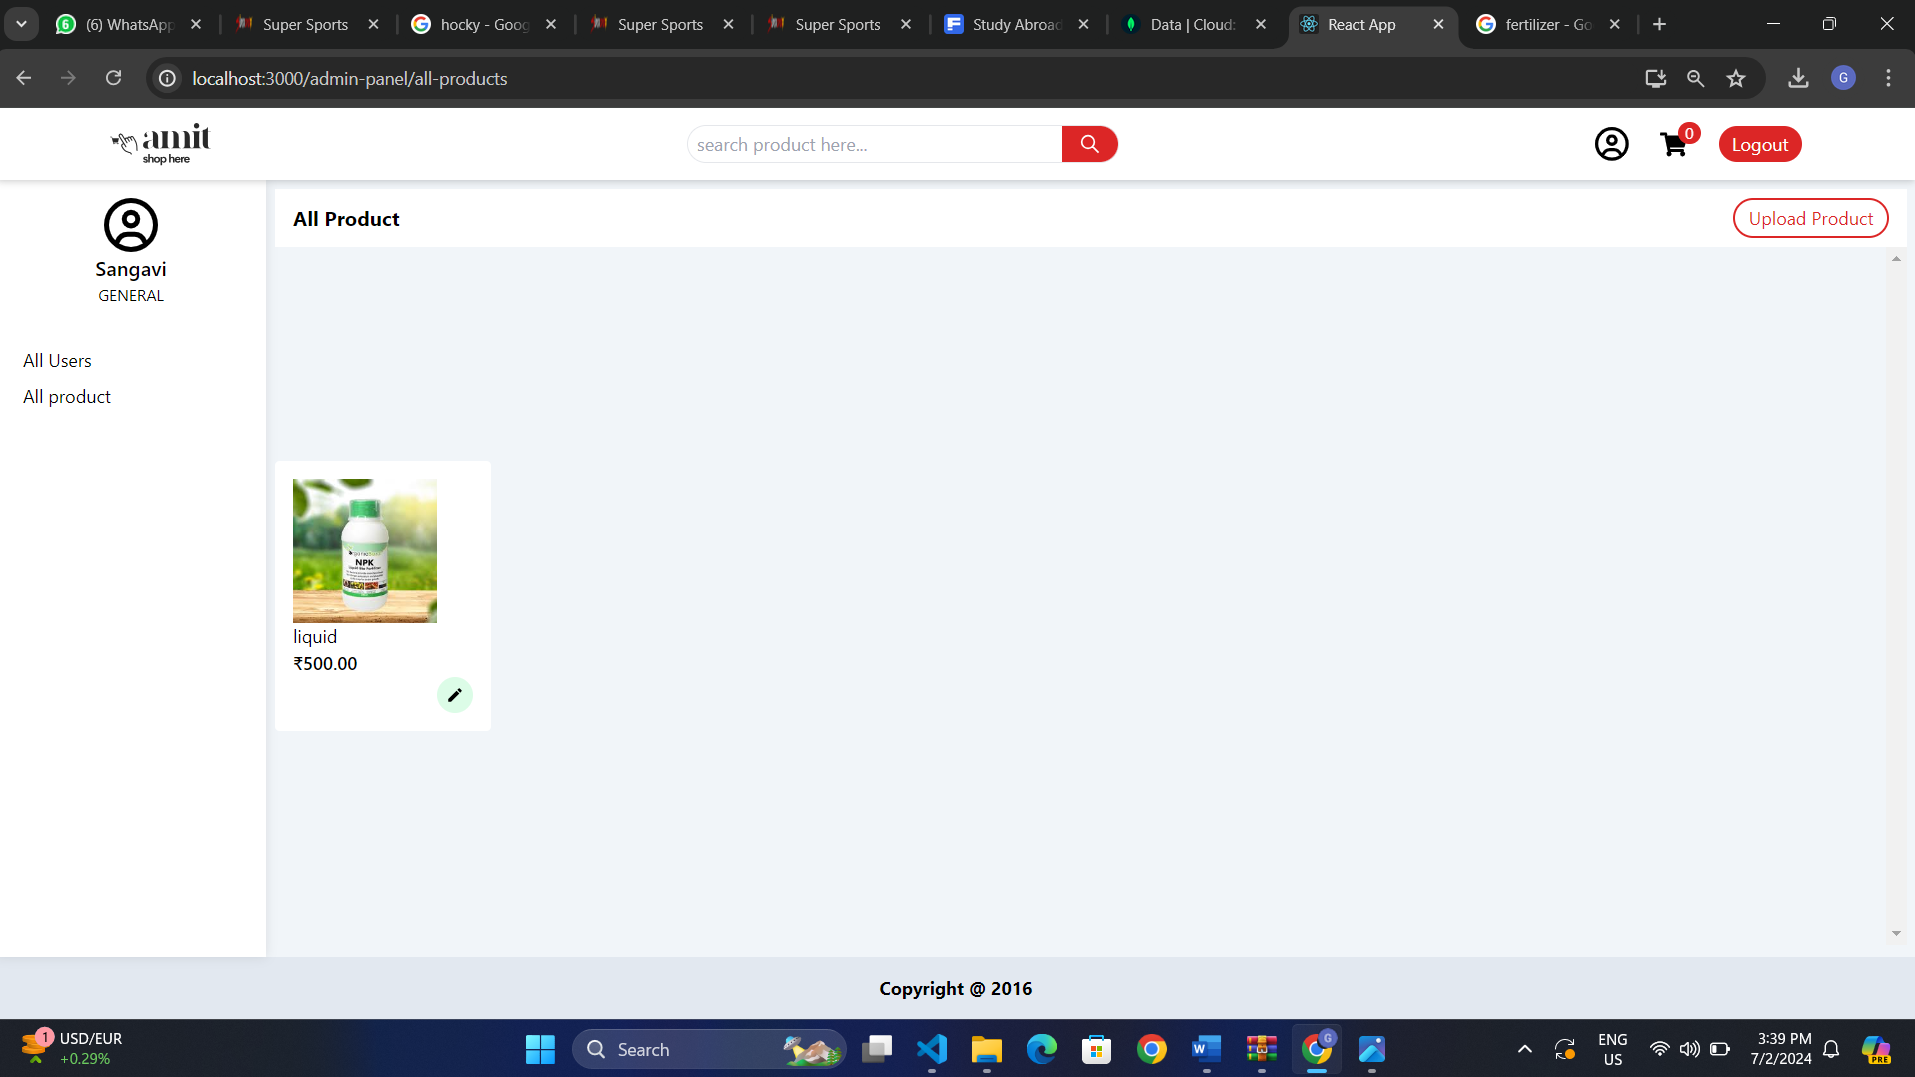 (6) WhatsApp
Super Sports
hocky - Goog
Super Sports
Super Sports
Study Abroad
Data | Cloud:
React App
fertilizer - Go
localhost:3000/admin-panel/all-products
G
amit
shop here
search product here...
0
Logout
Sangavi
GENERAL
All Users
All product
All Product
Upload Product
NPK
liquid
₹500.00
Copyright @ 2016
1
USD/EUR
+0.29%
Search
G
ENG
US
3:39 PM
7/2/2024
PRE